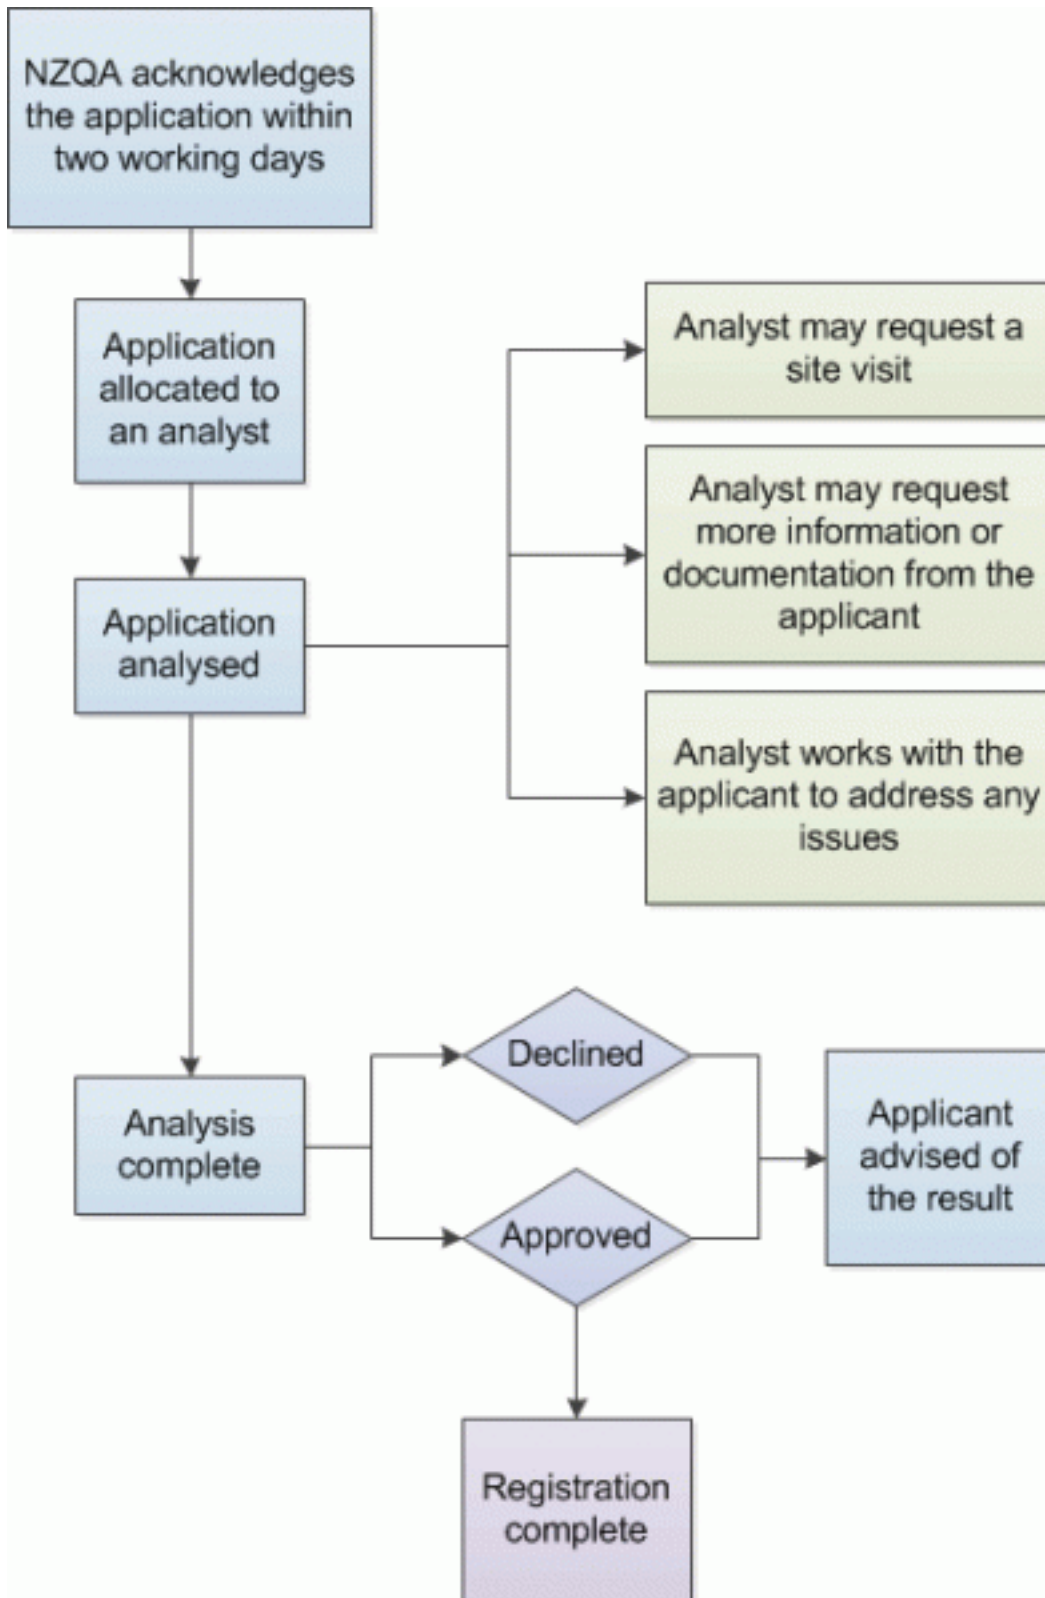 NZQA acknowledges
the application within
two working days
Application
allocated to
an analyst
Analyst may request a
site visit
Analyst may request
more information or
documentation from the
applicant
Application
analysed
Analyst works with the
applicant to address any
issues
Declined
Analysis
complete
Applicant
advised of
the result
Approved
Registration
complete